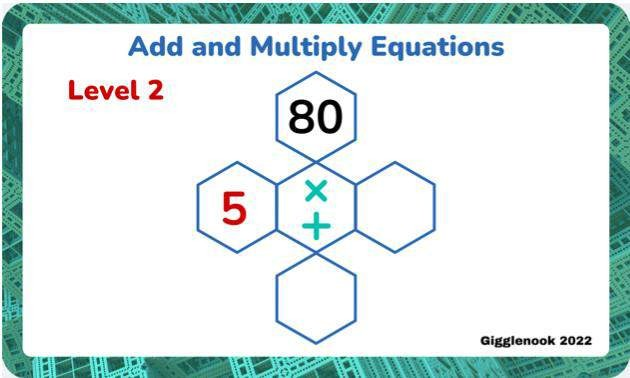 Add and Multiply Equations
Level 2
80
×
5
+
Gigglenook 2022